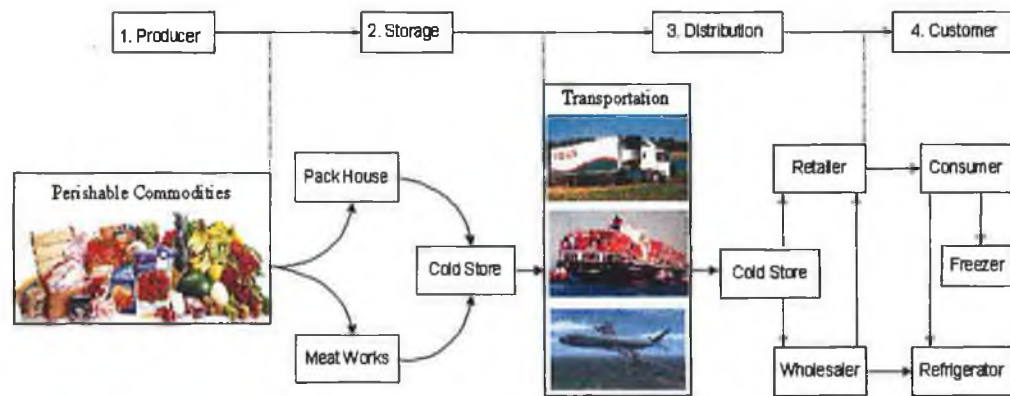 1. Producer
2. Storage
3. Distribution
4. Customer
Transportation
Perishable Commodities
Pack House
Retailer
Consumer
Cold Store
Cold Store
Freezer
Meat Works
Wholesaler
Refrigerator